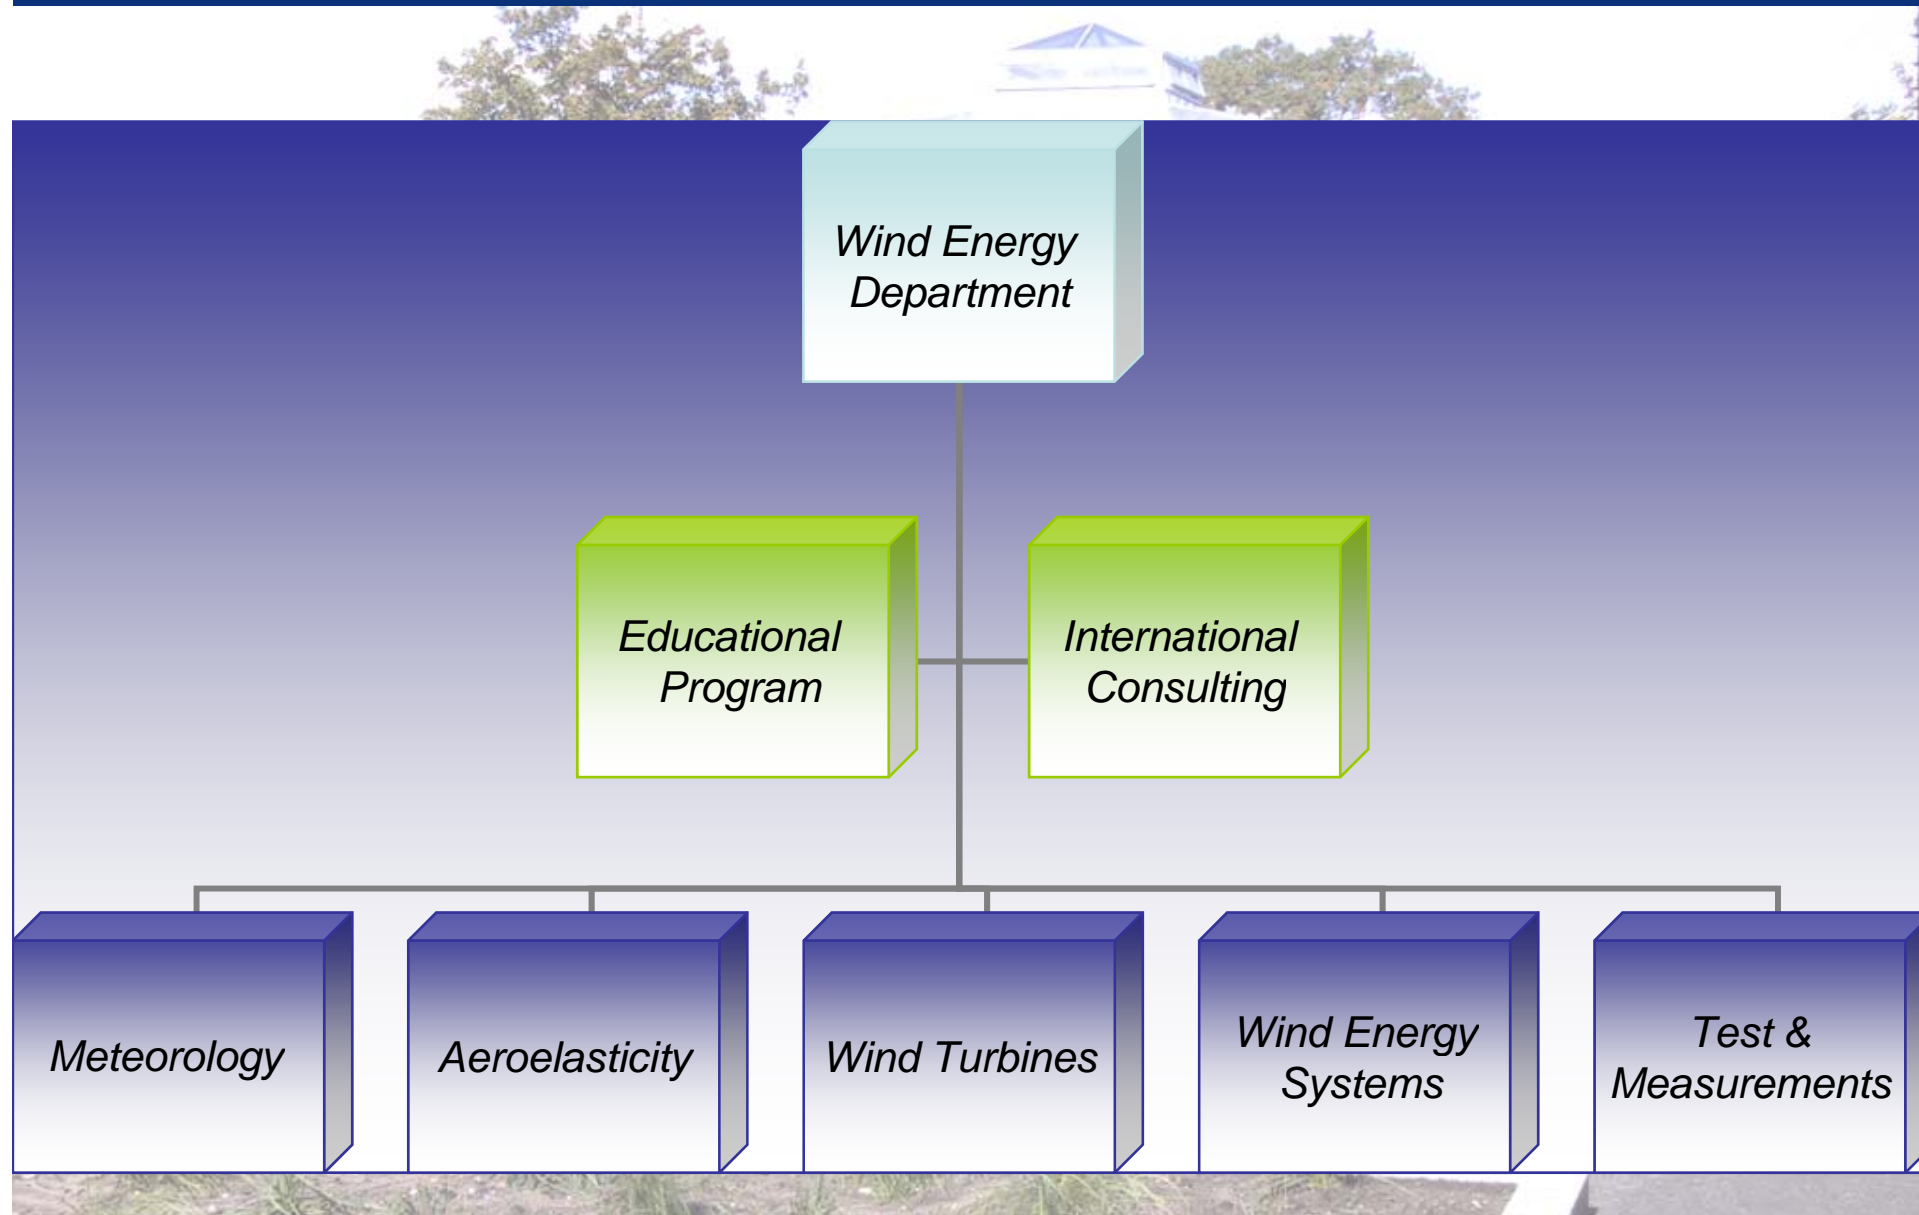 Wind Energy
Department
Educational
Program
International
Consulting
Meteorology
Aeroelasticity
Wind Turbines
Wind Energy
Systems
Test &
Measurements